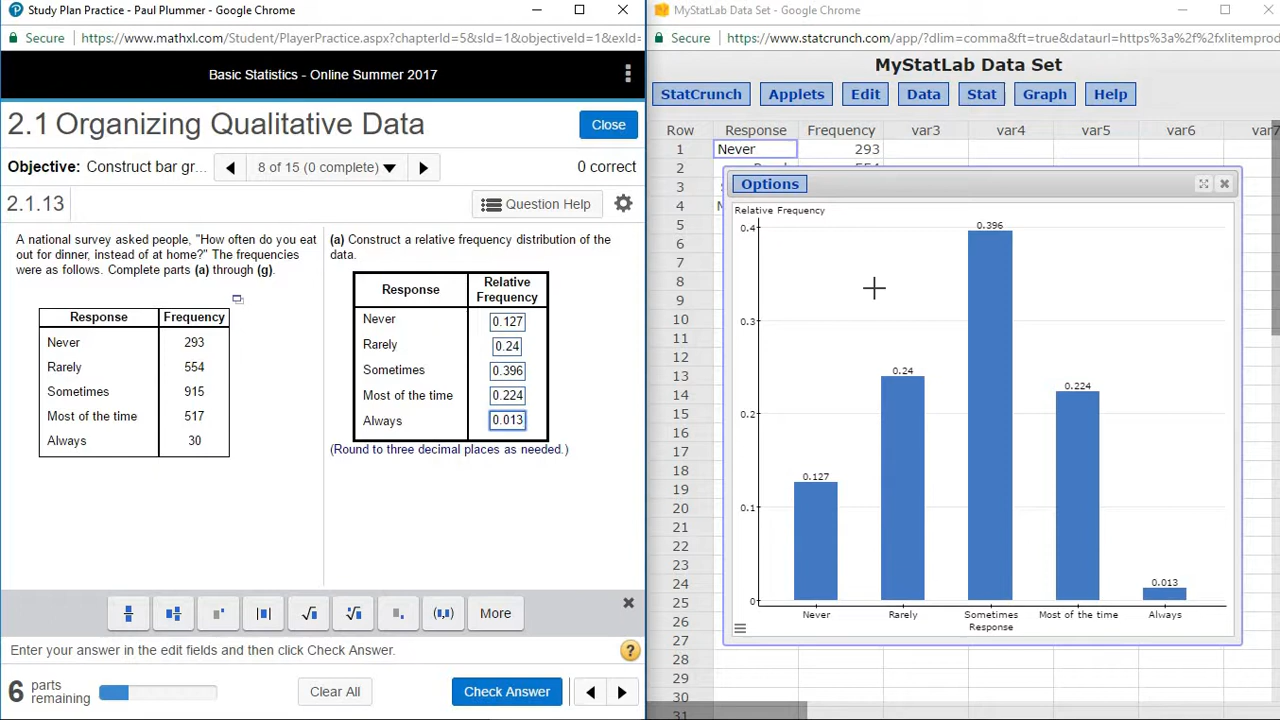 Study Plan Practice - Paul Plummer - Google Chrome
Secure
https://www.mathxl.com/Student/PlayerPractice.aspx?chapterId=5&sId=1&objectiveId=1&exId=
Basic Statistics - Online Summer 2017
2.1 Organizing Qualitative Data
Close
Objective: Construct bar gr...
8 of 15 (0 complete)
0 correct
2.1.13
Question Help
A national survey asked people, "How often do you eat
out for dinner, instead of at home?" The frequencies
were as follows. Complete parts (a) through (g).
Response Frequency
Never 293
Rarely 554
Sometimes 915
Most of the time 517
Always 30
(a) Construct a relative frequency distribution of the
data.
Response Relative
Frequency
Never 0.127
Rarely 0.24
Sometimes 0.396
Most of the time 0.224
Always 0.013
(Round to three decimal places as needed.)
More
Enter your answer in the edit fields and then click Check Answer.
?
6 parts
remaining
Clear All
Check Answer
MyStatLab Data Set - Google Chrome
Secure
https://www.statcrunch.com/app/?dlim=comma&ft=true&dataurl=https%3a%2f%2fxlitemprod
MyStatLab Data Set
StatCrunch Applets Edit Data Stat Graph Help
Row Response Frequency var3 var4 var5 var6
1 Never 293
2
3
4
5
6
7
8
9
10
11
12
13
14
15
16
17
18
19
20
21
22
23
24
25
26
27
28
29
30
31
Options
Relative Frequency
0.4
0.3
0.2
0.1
0
0.127
0.24
0.396
0.224
0.013
Never Rarely Sometimes Most of the time Always
Response